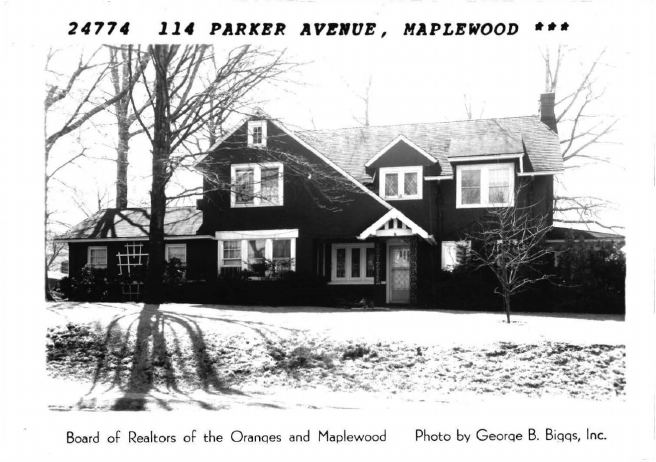 24774 114 PARKER AVENUE, MAPLEWOOD ***
Board of Realtors of the Oranges and Maplewood Photo by George B. Biggs, Inc.